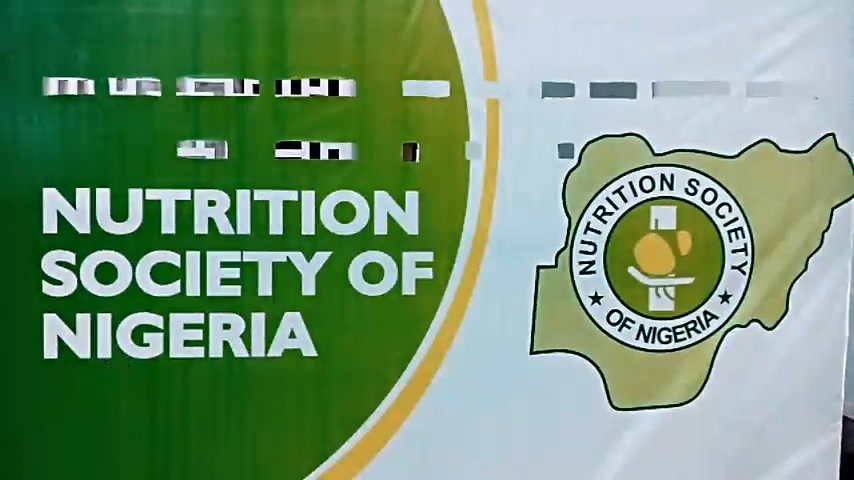 NUTRITION
SOCIETY OF
NIGERIA
NUTRITION SOCIETY
OF NIGERIA